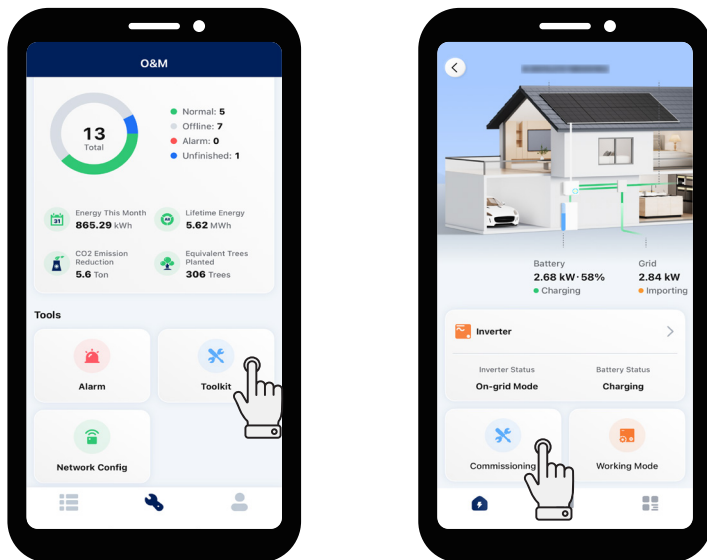 O&M
13
Total
Normal: 5
Offline: 7
Alarm: 0
Unfinished: 1
31
Energy This Month
865.29 kWh
Lifetime Energy
5.62 MWh
CO2 Emission
Reduction
5.6 Ton
Equivalent Trees
Planted
306 Trees
Tools
Alarm
Toolkit
Network Config
Battery
2.68 kW·58%
Charging
Grid
2.84 kW
Importing
Inverter
Inverter Status
On-grid Mode
Battery Status
Charging
Commissioning
Working Mode